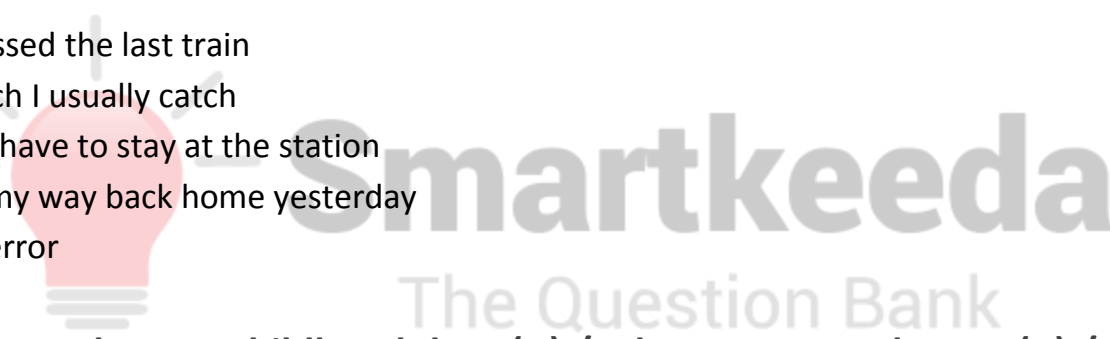 ssed the last train
ch I usually catch
have to stay at the station
my way back home yesterday
error
Smartkeeda
The Question Bank